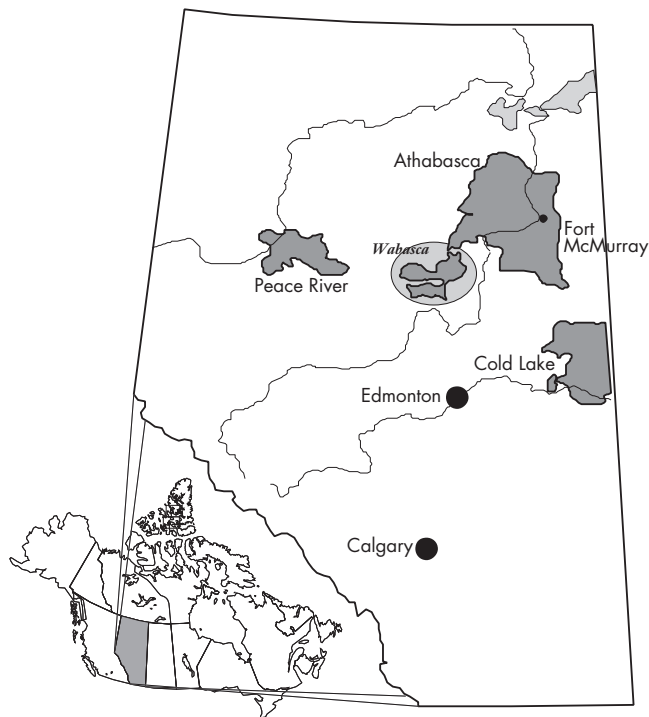 Athabasca
Fort
McMurray
Wabasca
Peace River
Cold Lake
Edmonton
Calgary